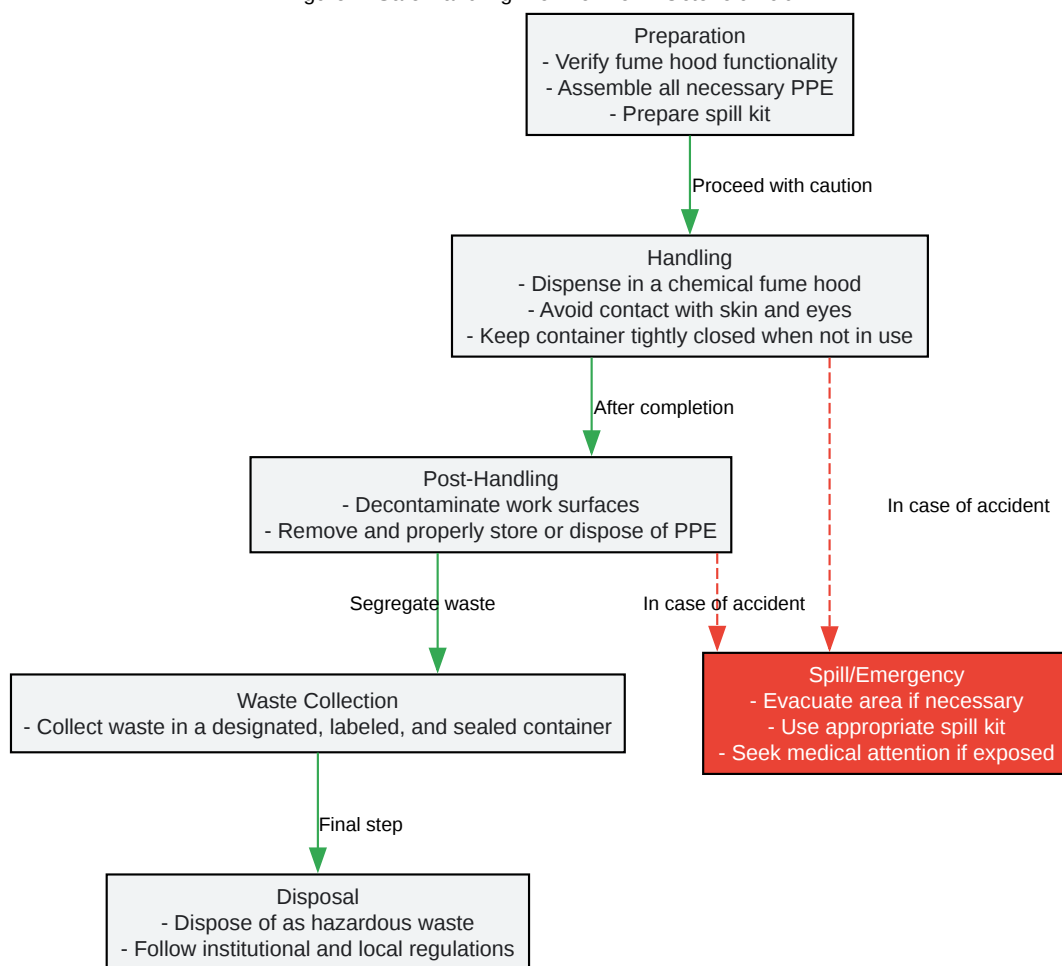 Preparation
- Verify fume hood functionality
- Assemble all necessary PPE
- Prepare spill kit
Proceed with caution
Handling
- Dispense in a chemical fume hood
- Avoid contact with skin and eyes
- Keep container tightly closed when not in use
After completion
Post-Handling
- Decontaminate work surfaces
- Remove and properly store or dispose of PPE
In case of accident
Segregate waste
In case of accident
Spill/Emergency
- Evacuate area if necessary
- Use appropriate spill kit
- Seek medical attention if exposed
Waste Collection
- Collect waste in a designated, labeled, and sealed container
Final step
Disposal
- Dispose of as hazardous waste
- Follow institutional and local regulations